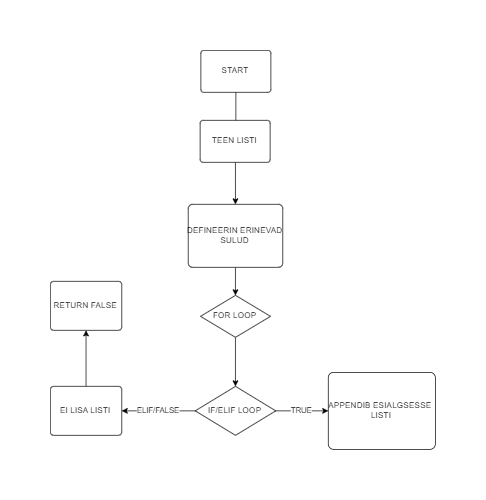 START
TEEN LISTI
DEFINEERIN ERINEVAD
SULUD
RETURN FALSE
FOR LOOP
EI LISA LISTI
ELIF/FALSE
IF/ELIF LOOP
TRUE
APPENDIB ESIALGSESSE
LISTI